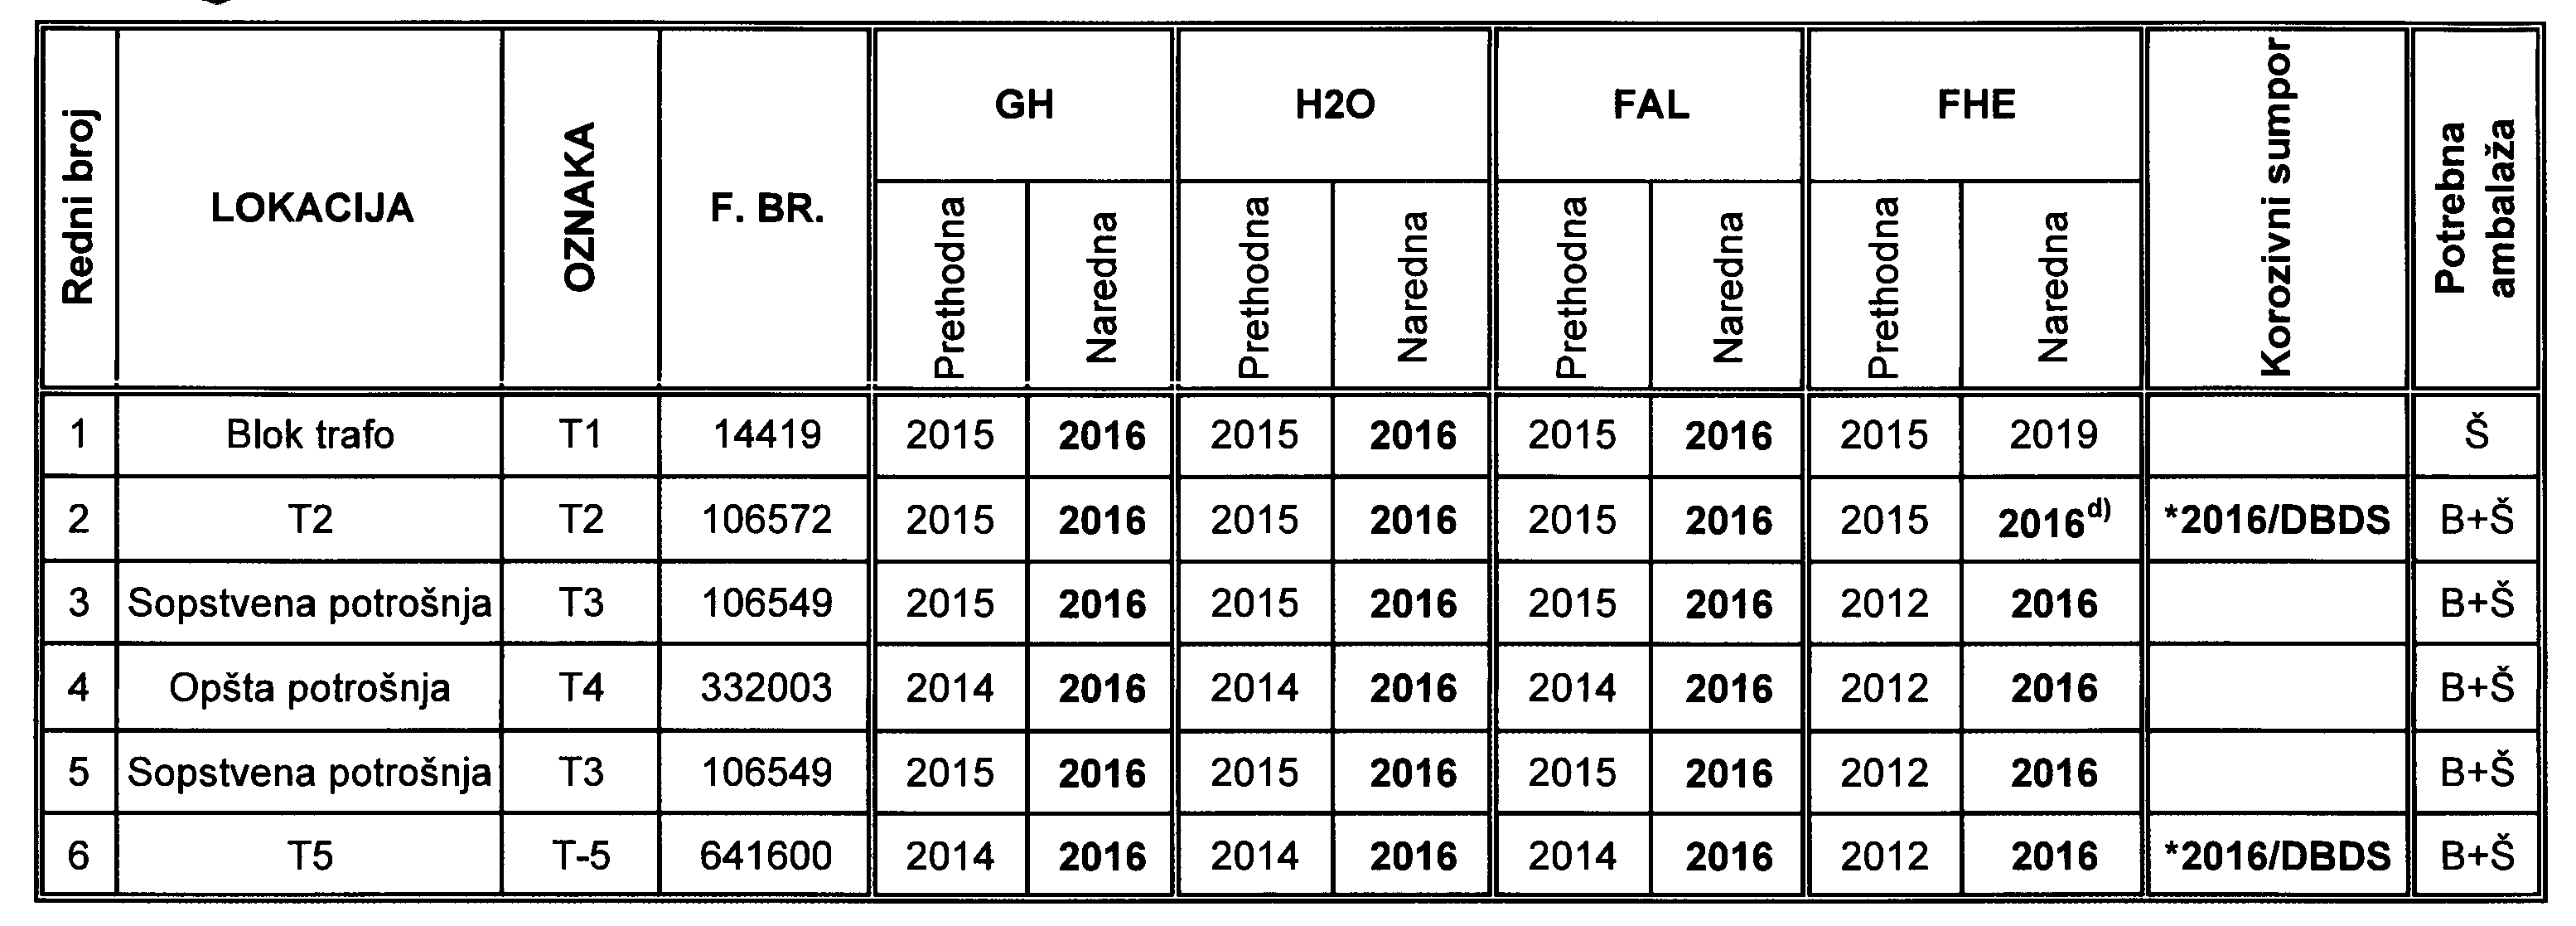 Redni broj LOKACIJA OZNAKA F. BR. GH H2O FAL FHE Korozivni sumpor Potrebna ambalaža
Prethodna Naredna Prethodna Naredna Prethodna Naredna Prethodna Naredna
1 Blok trafo T1 14419 2015 2016 2015 2016 2015 2016 2015 2019 Š
2 T2 T2 106572 2015 2016 2015 2016 2015 2016 2015 2016d) *2016/DBDS B+Š
3 Sopstvena potrošnja T3 106549 2015 2016 2015 2016 2015 2016 2012 2016 B+Š
4 Opšta potrošnja T4 332003 2014 2016 2014 2016 2014 2016 2012 2016 B+Š
5 Sopstvena potrošnja T3 106549 2015 2016 2015 2016 2015 2016 2012 2016 B+Š
6 T5 T-5 641600 2014 2016 2014 2016 2014 2016 2012 2016 *2016/DBDS B+Š